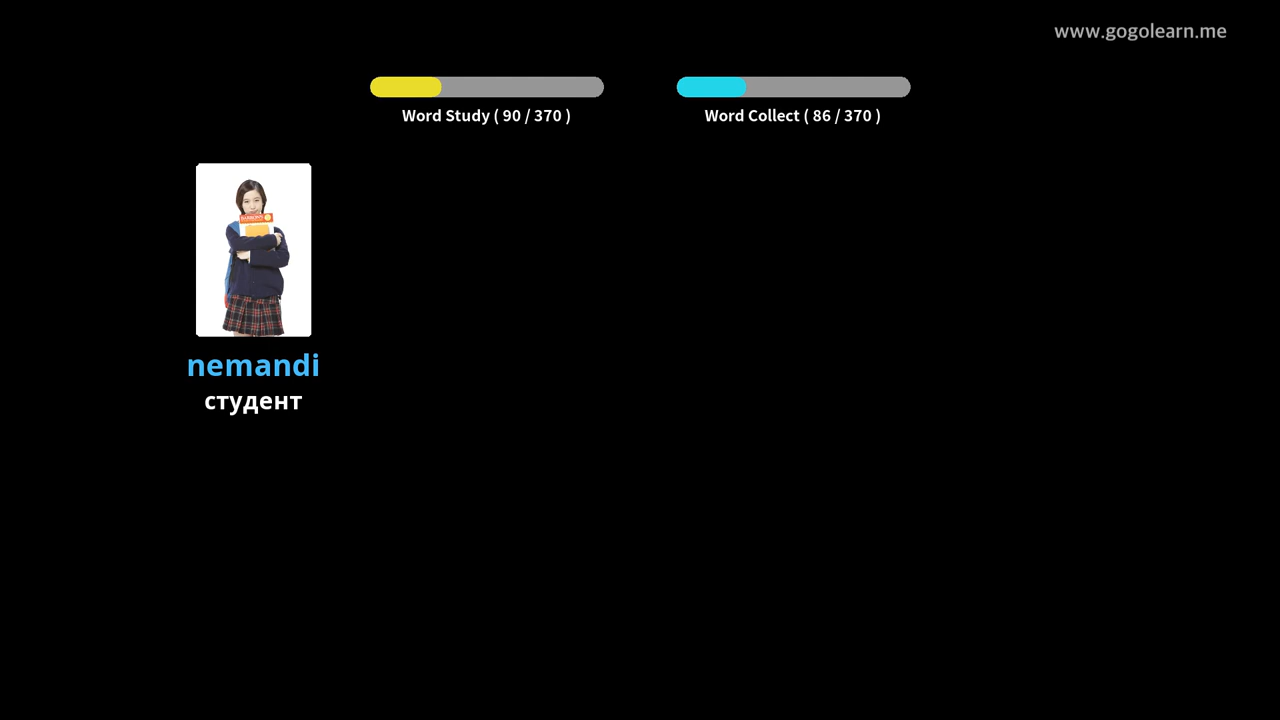 www.gogolearn.me
Word Study ( 90 / 370 )
Word Collect ( 86 / 370 )
nemandi
студент